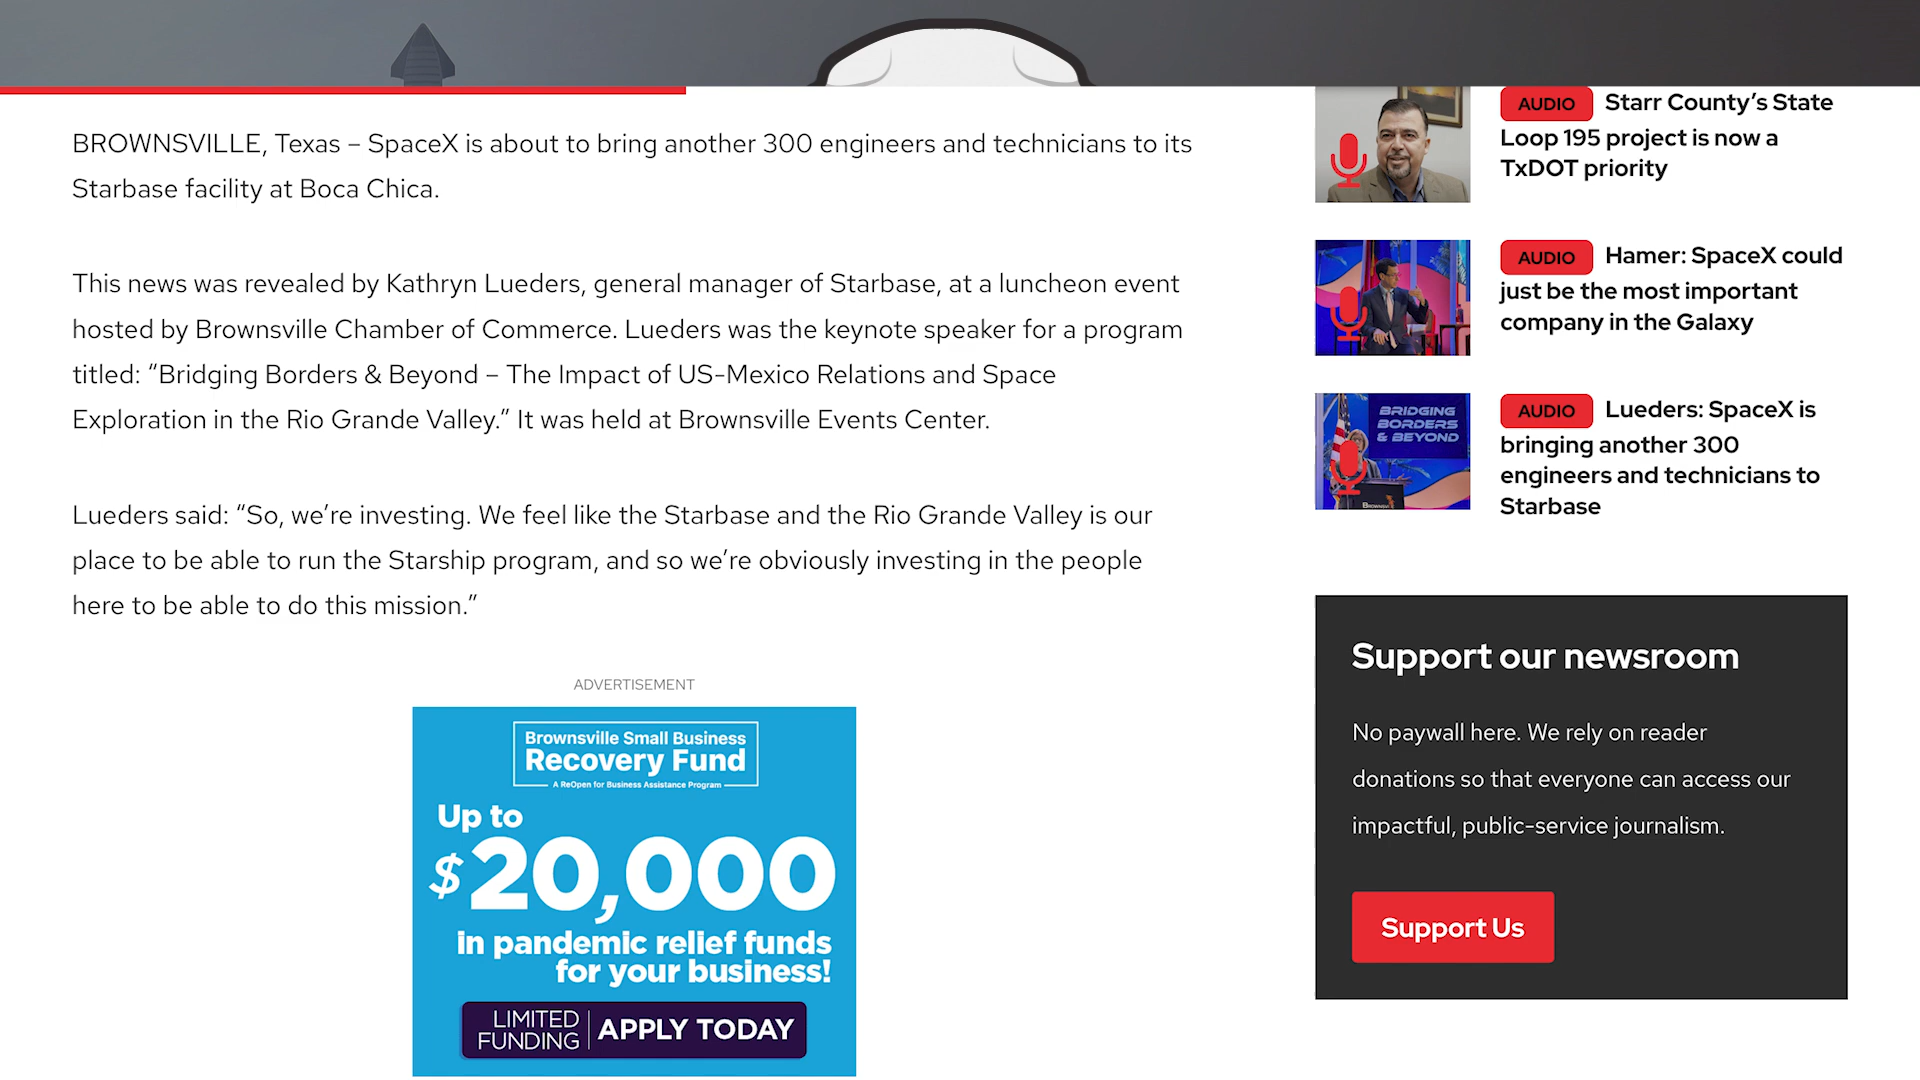 BROWNSVILLE, Texas – SpaceX is about to bring another 300 engineers and technicians to its
Starbase facility at Boca Chica.
This news was revealed by Kathryn Lueders, general manager of Starbase, at a luncheon event
hosted by Brownsville Chamber of Commerce. Lueders was the keynote speaker for a program
titled: “Bridging Borders & Beyond – The Impact of US-Mexico Relations and Space
Exploration in the Rio Grande Valley.” It was held at Brownsville Events Center.
Lueders said: “So, we’re investing. We feel like the Starbase and the Rio Grande Valley is our
place to be able to run the Starship program, and so we’re obviously investing in the people
here to be able to do this mission.”
ADVERTISEMENT
Brownsville Small Business
Recovery Fund
A ReOpen for Business Assistance Program
Up to
$20,000
in pandemic relief funds
for your business!
LIMITED
FUNDING
APPLY TODAY
AUDIO Starr County’s State
Loop 195 project is now a
TxDOT priority
AUDIO Hamer: SpaceX could
just be the most important
company in the Galaxy
BRIDGING
BORDERS
& BEYOND
AUDIO Lueders: SpaceX is
bringing another 300
engineers and technicians to
Starbase
Support our newsroom
No paywall here. We rely on reader
donations so that everyone can access our
impactful, public-service journalism.
Support Us